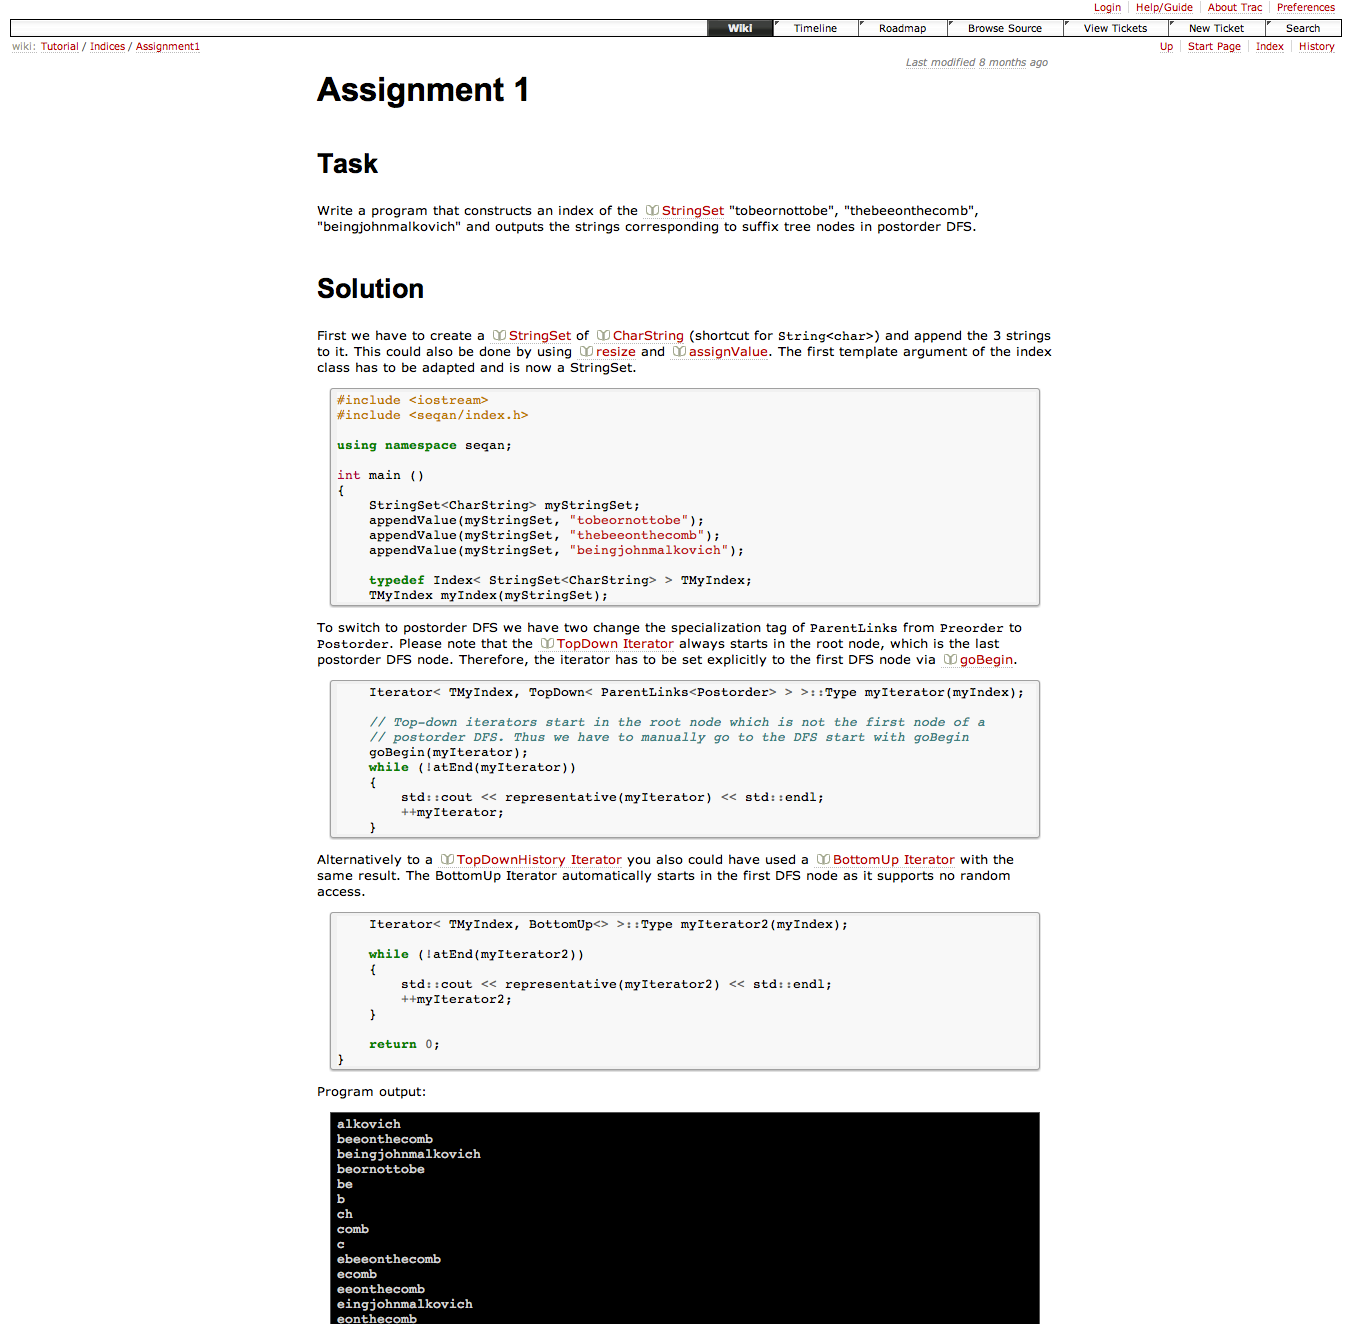 Login Help/Guide About Trac Preferences
Wiki Timeline Roadmap Browse Source View Tickets New Ticket Search
wiki: Tutorial / Indices / Assignment1
Up Start Page Index History
Last modified 8 months ago
Assignment 1
Task
Write a program that constructs an index of the StringSet "tobeornottobe", "thebeeonthecomb",
"beingjohnmalkovich" and outputs the strings corresponding to suffix tree nodes in postorder DFS.
Solution
First we have to create a StringSet of CharString (shortcut for String<char>) and append the 3 strings
to it. This could also be done by using resize and assignValue. The first template argument of the index
class has to be adapted and is now a StringSet.
#include <iostream>
#include <seqan/index.h>
using namespace seqan;
int main ()
{
    StringSet<CharString> myStringSet;
    appendValue(myStringSet, "tobeornottobe");
    appendValue(myStringSet, "thebeeonthecomb");
    appendValue(myStringSet, "beingjohnmalkovich");
    typedef Index< StringSet<CharString> > TMyIndex;
    TMyIndex myIndex(myStringSet);
To switch to postorder DFS we have two change the specialization tag of ParentLinks from Preorder to
Postorder. Please note that the TopDown Iterator always starts in the root node, which is the last
postorder DFS node. Therefore, the iterator has to be set explicitly to the first DFS node via goBegin.
    Iterator< TMyIndex, TopDown< ParentLinks<Postorder> > >::Type myIterator(myIndex);
    // Top-down iterators start in the root node which is not the first node of a
    // postorder DFS. Thus we have to manually go to the DFS start with goBegin
    goBegin(myIterator);
    while (!atEnd(myIterator))
    {
        std::cout << representative(myIterator) << std::endl;
        ++myIterator;
    }
Alternatively to a TopDownHistory Iterator you also could have used a BottomUp Iterator with the
same result. The BottomUp Iterator automatically starts in the first DFS node as it supports no random
access.
    Iterator< TMyIndex, BottomUp<> >::Type myIterator2(myIndex);
    while (!atEnd(myIterator2))
    {
        std::cout << representative(myIterator2) << std::endl;
        ++myIterator2;
    }
    return 0;
}
Program output:
alkovich
beeonthecomb
beingjohnmalkovich
beornottobe
be
b
ch
comb
c
ebeeonthecomb
ecomb
eeonthecomb
eingjohnmalkovich
eonthecomb